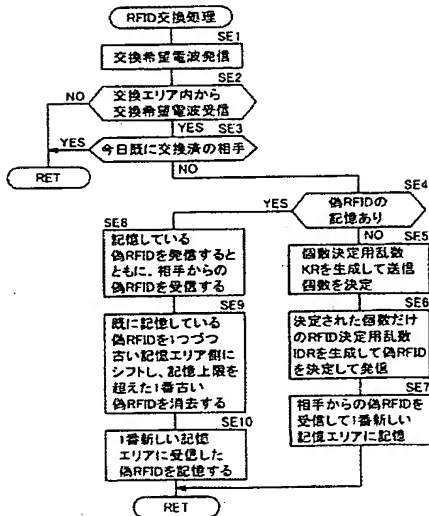 RFID交換処理
SE1
交換希望電波発信
SE2
交換エリア内から
交換希望電波受信
NO
YES
SE3
今日既に交換済の相手
YES
RET
NO
SE4
偽RFIDの
記憶あり
YES
NO
SE5
個数決定用乱数
KRを生成して送信
個数を決定
SE6
決定された個数だけ
のRFID決定用乱数
IDRを生成して偽RFID
を決定して発信
SE7
相手からの偽RFIDを
受信して1番新しい
記憶エリアに記憶
SE8
記憶している
偽RFIDを発信すると
ともに、相手からの
偽RFIDを受信する
SE9
既に記憶している
偽RFIDを1つづつ
古い記憶エリア側に
シフトし、記憶上限を
超えた1番古い
偽RFIDを消去する
SE10
1番新しい記憶
エリアに受信した
偽RFIDを記憶する
RET